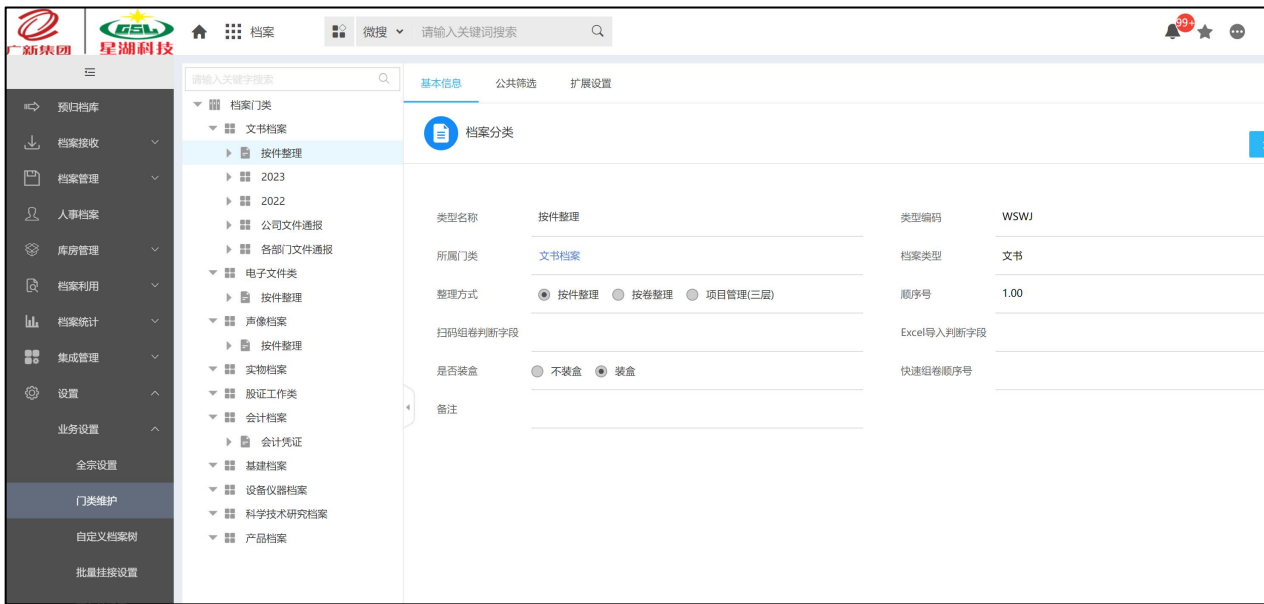 广新集团
GSL
星湖科技
档案
微搜
请输入关键词搜索
99+
预归档库
档案接收
档案管理
人事档案
库房管理
档案利用
档案统计
集成管理
设置
业务设置
全宗设置
门类维护
自定义档案树
批量挂接设置
请输入关键字搜索
档案门类
文书档案
按件整理
2023
2022
公司文件通报
各部门文件通报
电子文件类
按件整理
声像档案
按件整理
实物档案
股证工作类
会计档案
会计凭证
基建档案
设备仪器档案
科学技术研究档案
产品档案
基本信息 公共筛选 扩展设置
档案分类
类型名称 按件整理 类型编码 WSWJ
所属门类 文书档案 档案类型 文书
整理方式 按件整理 按卷整理 项目管理(三层) 顺序号 1.00
扫码组卷判断字段 Excel导入判断字段
是否装盒 不装盒 装盒 快速组卷顺序号
备注